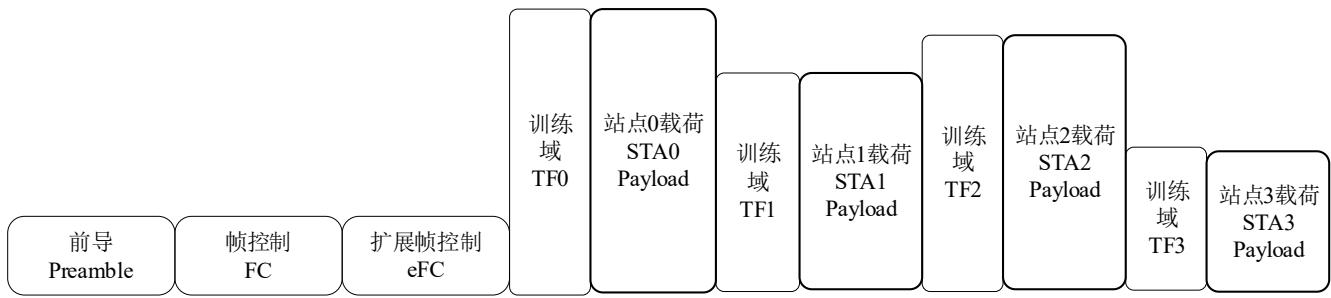 前导
Preamble
帧控制
FC
扩展帧控制
eFC
训练
域
TF0
站点0载荷
STA0
Payload
训练
域
TF1
站点1载荷
STA1
Payload
训练
域
TF2
站点2载荷
STA2
Payload
训练
域
TF3
站点3载荷
STA3
Payload